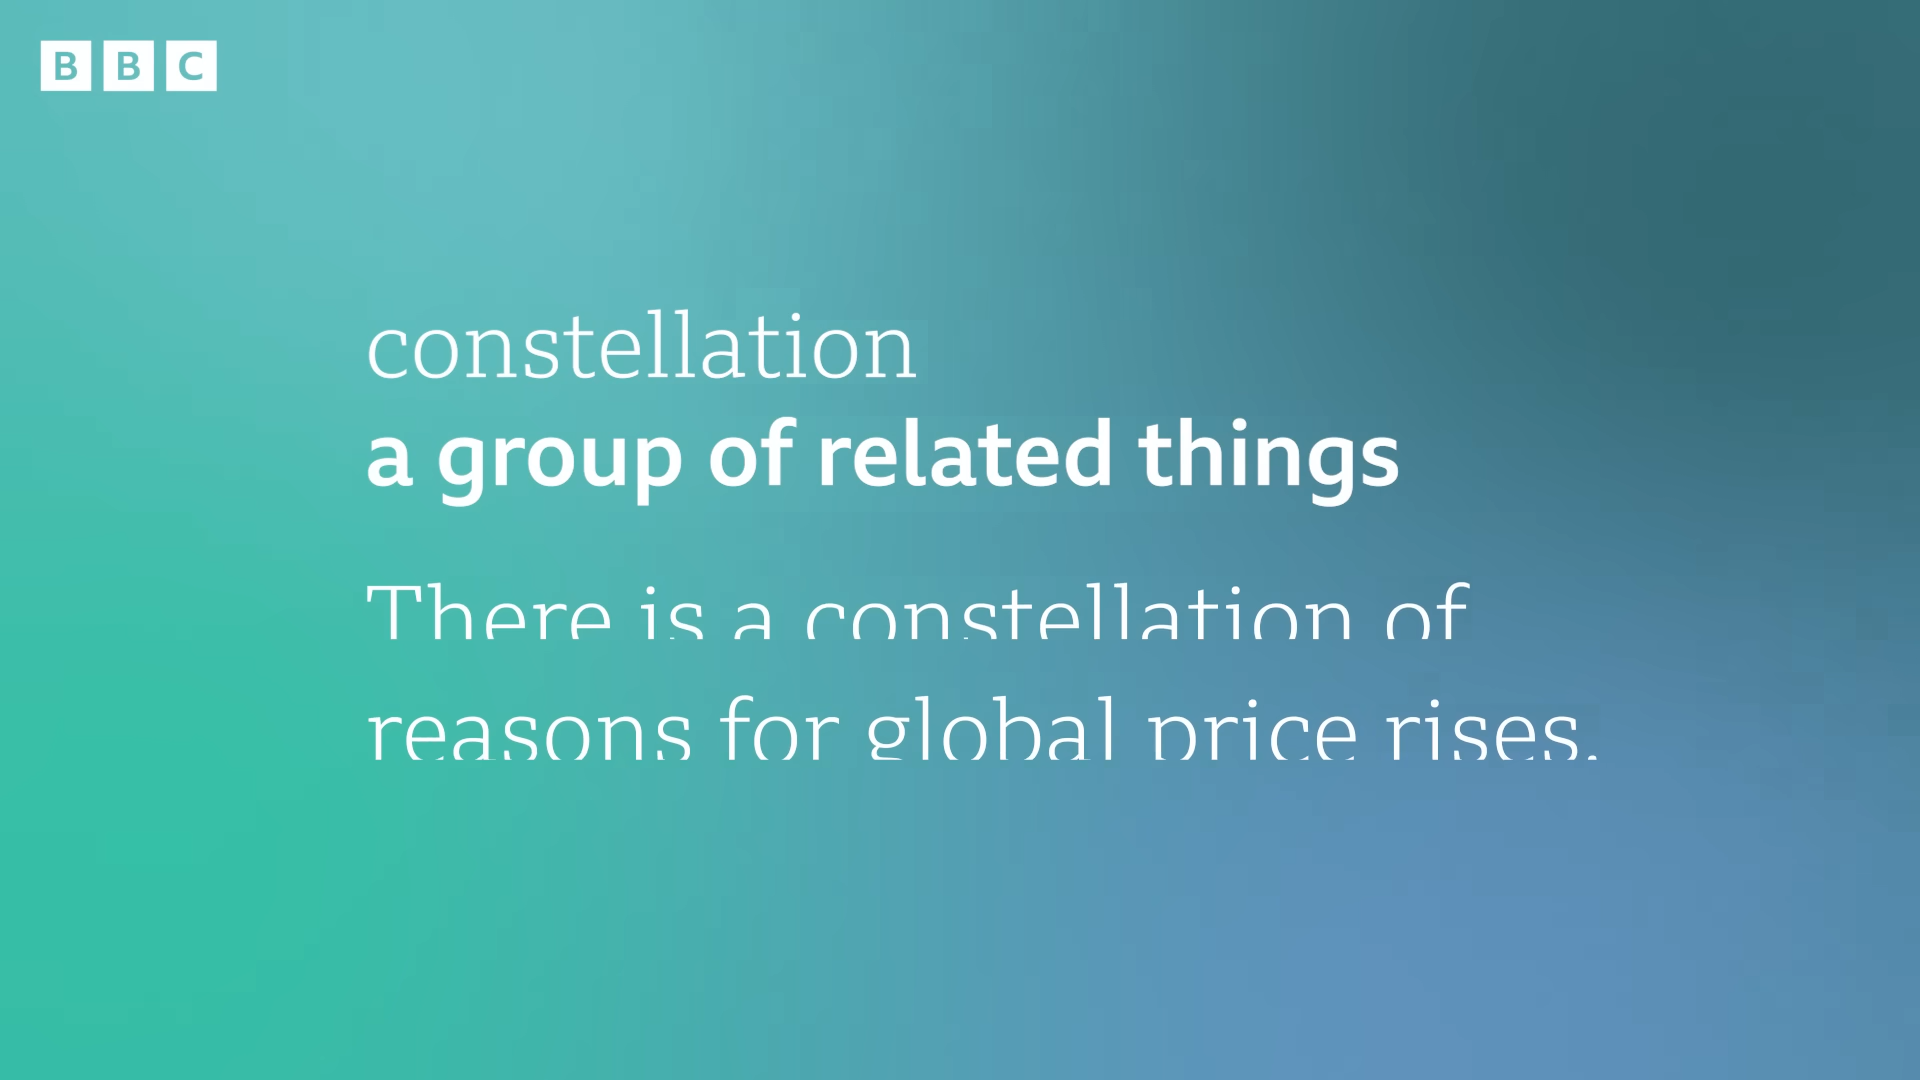 BBC
constellation
a group of related things
There is a constellation of
reasons for global price rises.